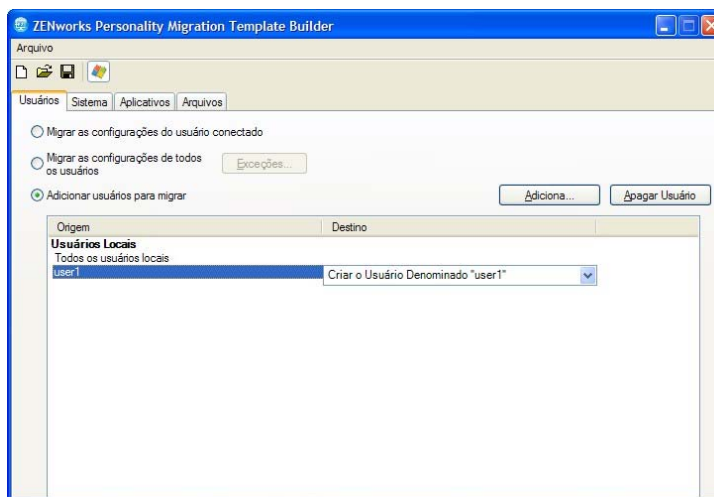 ZENworks Personality Migration Template Builder
Arquivo
Usuários Sistema Aplicativos Arquivos
Migrar as configurações do usuário conectado
Migrar as configurações de todos
os usuários
Exceções...
Adicionar usuários para migrar
Adiciona...
Apagar Usuário
Origem Destino
Usuários Locais
Todos os usuários locais
user1 Criar o Usuário Denominado "user1"